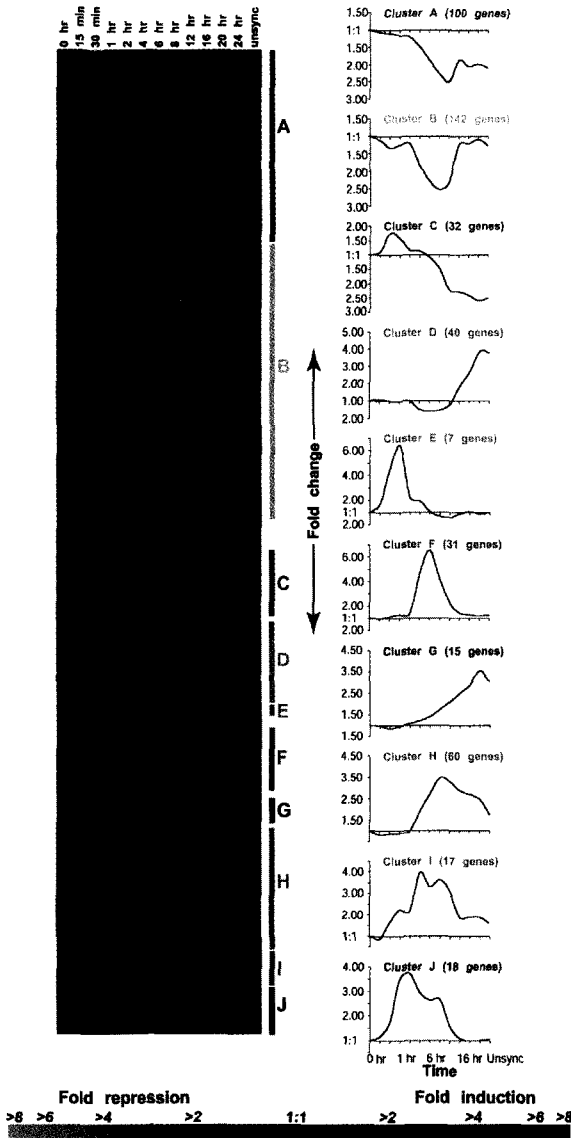 0 hr
15 min
30 min
1 hr
2 hr
4 hr
6 hr
8 hr
12 hr
16 hr
20 hr
24 hr
unsync
A
B
C
D
E
F
G
H
I
J
Fold change
Cluster A (100 genes)
1.50
1:1
1.50
2.00
2.50
3.00
Cluster B (142 genes)
1.50
1:1
1.50
2.00
2.50
3.00
Cluster C (32 genes)
2.00
1.50
1:1
1.50
2.00
2.50
3.00
Cluster D (40 genes)
5.00
4.00
3.00
2.00
1.00
2.00
Cluster E (7 genes)
6.00
4.00
2.00
1:1
2.00
Cluster F (31 genes)
6.00
4.00
2.00
1:1
2.00
Cluster G (15 genes)
4.50
3.50
2.50
1.50
1.50
Cluster H (60 genes)
4.50
3.50
2.50
1.50
Cluster I (17 genes)
4.00
3.00
2.00
1:1
Cluster J (18 genes)
4.00
3.00
2.00
1:1
0 hr 1 hr 6 hr 16 hr Unsync
Time
Fold repression Fold induction
>8 >6 >4 >2 1:1 >2 >4 >6 >8